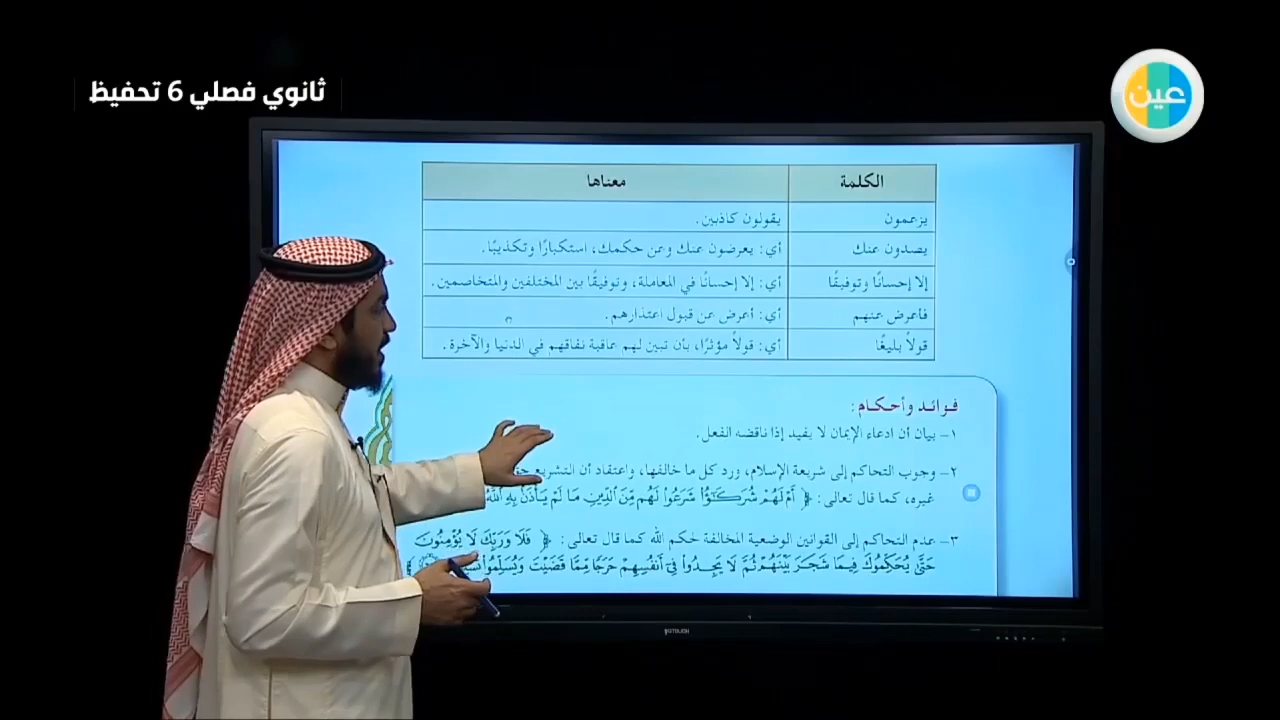 ثانوي فصلي 6 تحفيظ
عين
الكلمة معناها
يزعمون يقولون كاذبين.
يصدون عنك أي: يعرضون عنك وعن حكمك، استكبارًا وتكذيبًا.
إلا إحسانًا وتوفيقًا أي: إلا إحسانًا في المعاملة، وتوفيقًا بين المختلفين والمتخاصمين.
فأعرض عنهم أي: أعرض عن قبول اعتذارهم.
قولاً بليغًا أي: قولاً مؤثرًا، بأن تبين لهم عاقبة نفاقهم في الدنيا والآخرة.
فوائد وأحكام:
١- بيان أن ادعاء الإيمان لا يفيد إذا ناقضه الفعل.
٢- وجوب التحاكم إلى شريعة الإسلام، ورد كل ما خالفها، واعتقاد أن التشريع
غيره، كما قال تعالى: ﴿ أَمْ لَهُمْ شُرَكَٰٓؤُاْ شَرَعُواْ لَهُم مِّنَ ٱلدِّينِ مَا لَمْ يَأْذَنۢ بِهِ ٱللَّهُ
٣- عدم التحاكم إلى القوانين الوضعية المخالفة حكم الله كما قال تعالى: ﴿ فَلَا وَرَبِّكَ لَا يُؤْمِنُونَ
حَتَّىٰ يُحَكِّمُوكَ فِيمَا شَجَرَ بَيْنَهُمْ ثُمَّ لَا يَجِدُواْ فِىٓ أَنفُسِهِمْ حَرَجًا مِّمَّا قَضَيْتَ وَيُسَلِّمُواْ